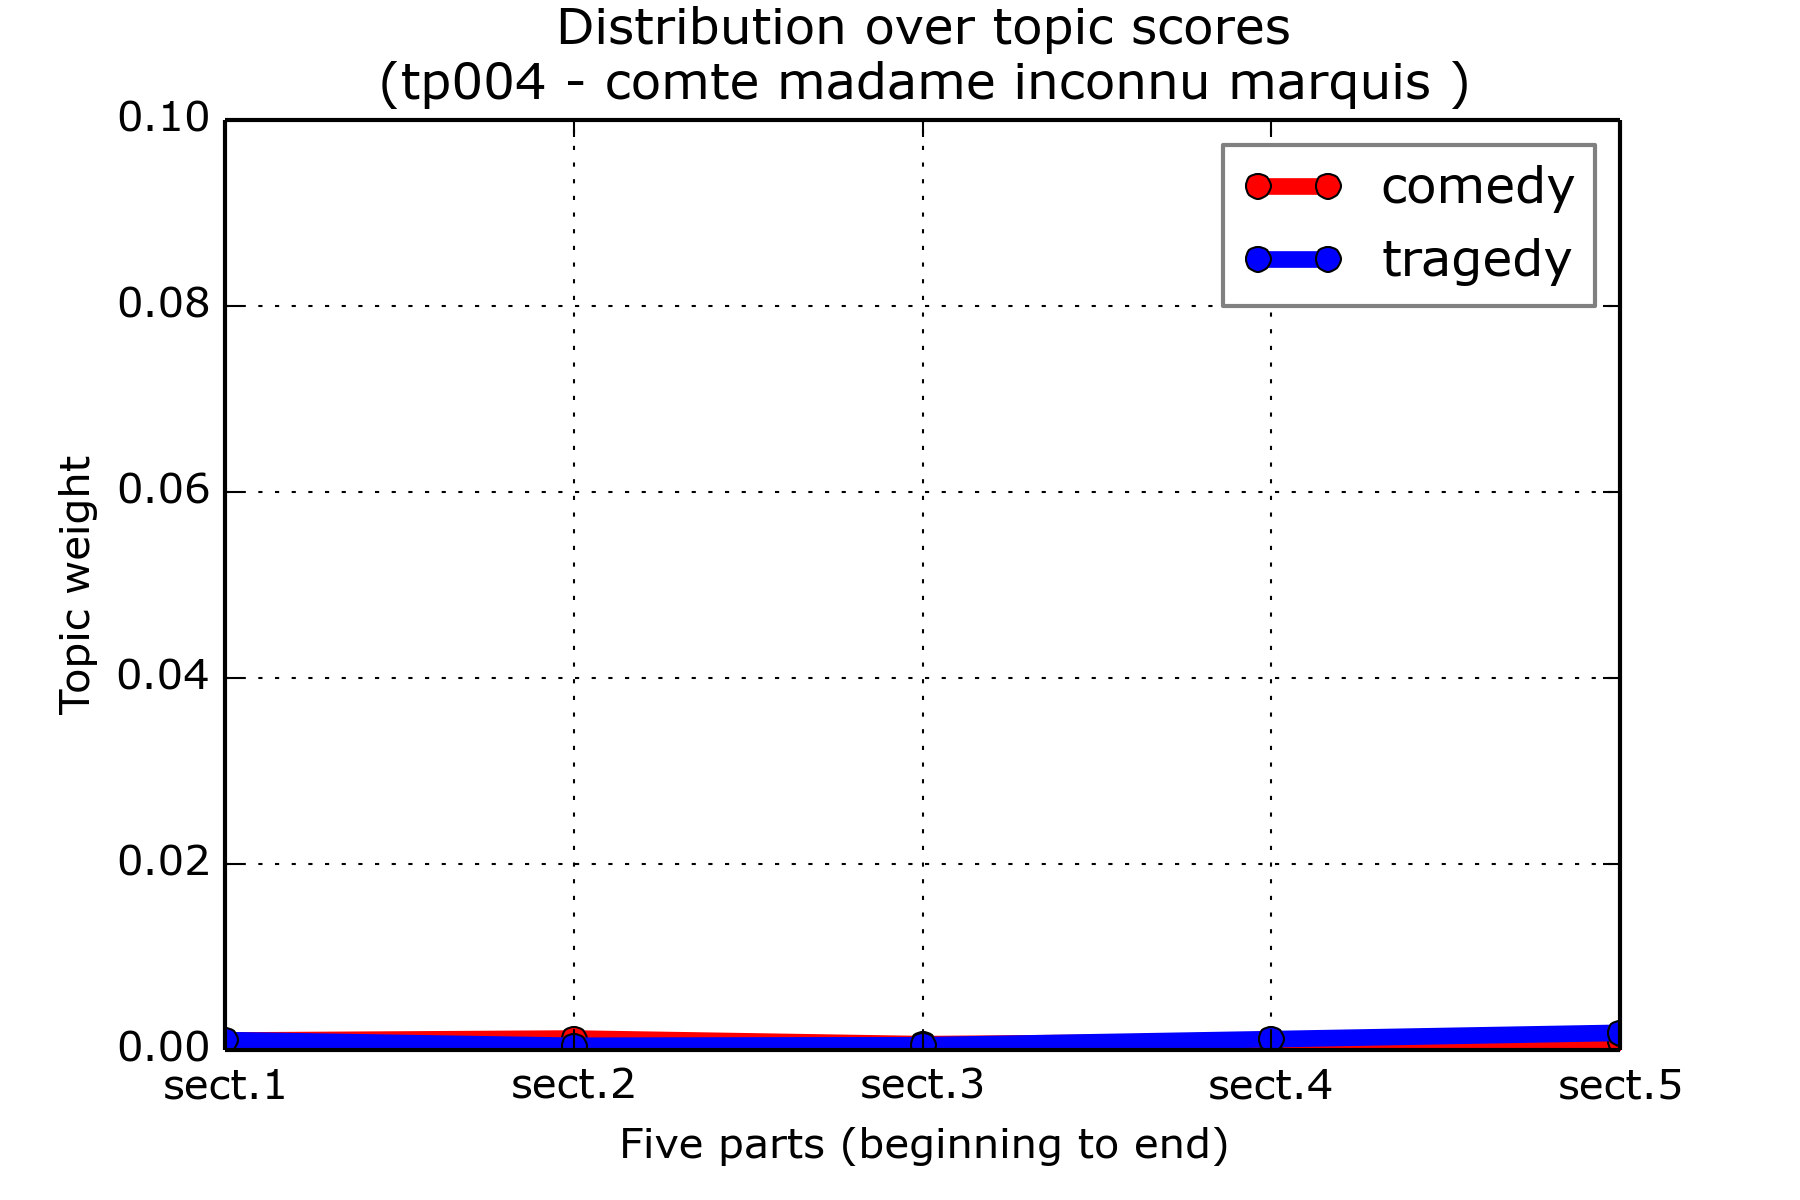 Distribution over topic scores
(tp004 - comte madame inconnu marquis )
0.10
0.08
0.06
0.04
0.02
0.00
Topic weight
comedy
tragedy
sect.1 sect.2 sect.3 sect.4 sect.5
Five parts (beginning to end)